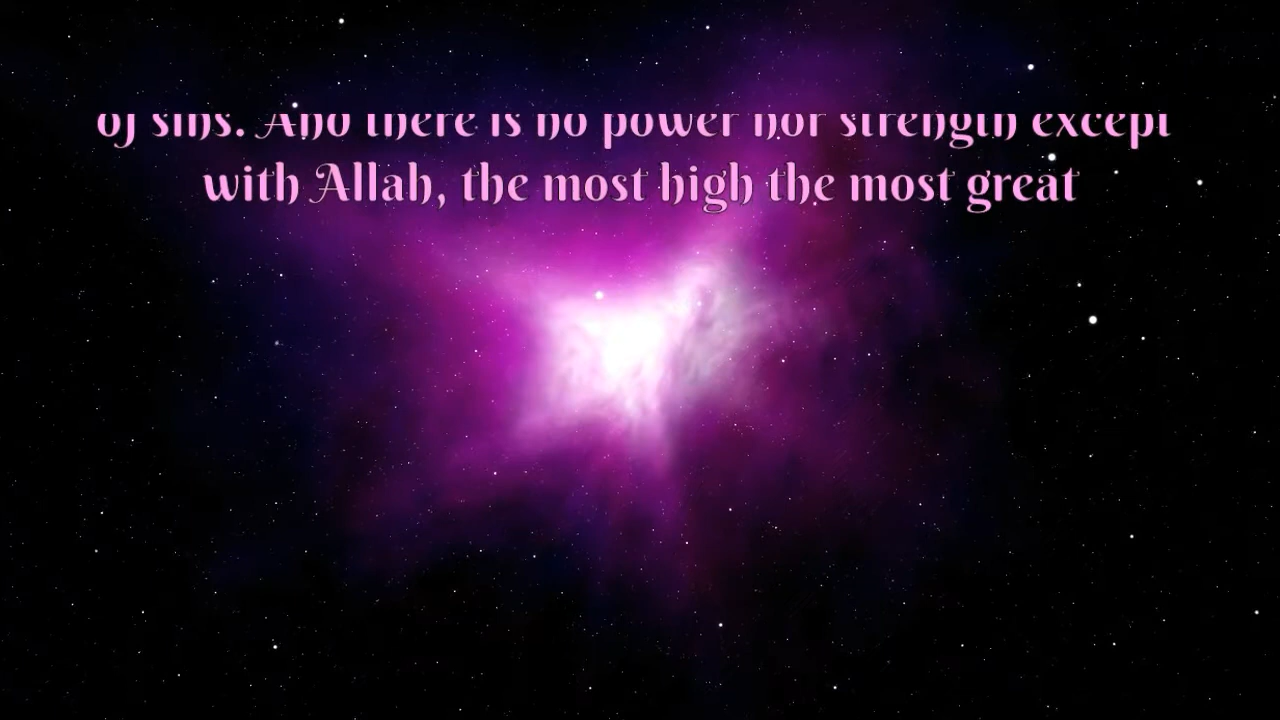 of sins. And there is no power nor strength except
with Allah, the most high the most great